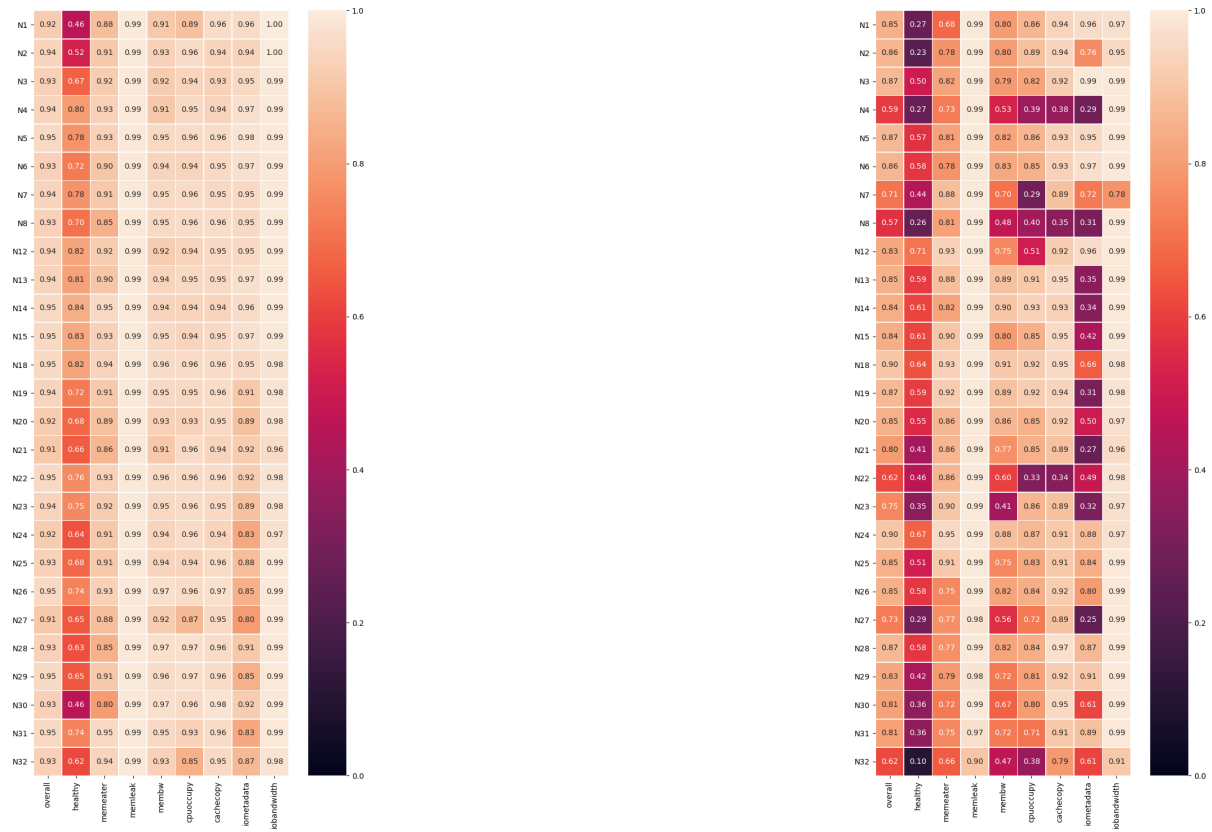 N1 0.92 0.46 0.88 0.99 0.91 0.89 0.96 0.96 1.00
N2 0.94 0.52 0.91 0.99 0.93 0.96 0.94 0.94 1.00
N3 0.93 0.67 0.92 0.99 0.92 0.94 0.93 0.95 0.99
N4 0.94 0.80 0.93 0.99 0.91 0.95 0.94 0.97 0.99
N5 0.95 0.78 0.93 0.99 0.95 0.96 0.96 0.98 0.99
N6 0.93 0.72 0.90 0.99 0.94 0.94 0.95 0.97 0.99
N7 0.94 0.78 0.91 0.99 0.95 0.94 0.96 0.97 0.99
N8 0.93 0.70 0.85 0.99 0.95 0.96 0.96 0.95 0.99
N12 0.94 0.82 0.92 0.99 0.92 0.94 0.95 0.95 0.99
N13 0.94 0.81 0.90 0.99 0.94 0.94 0.96 0.97 0.99
N14 0.95 0.84 0.95 0.99 0.94 0.95 0.94 0.96 0.99
N15 0.95 0.83 0.93 0.99 0.95 0.94 0.95 0.97 0.99
N18 0.95 0.82 0.94 0.99 0.96 0.95 0.96 0.95 0.98
N19 0.94 0.72 0.91 0.99 0.95 0.96 0.96 0.91 0.98
N20 0.92 0.68 0.89 0.99 0.93 0.93 0.95 0.89 0.98
N21 0.91 0.66 0.86 0.99 0.91 0.96 0.94 0.92 0.96
N22 0.95 0.76 0.93 0.99 0.96 0.96 0.96 0.92 0.98
N23 0.94 0.75 0.92 0.99 0.95 0.96 0.95 0.89 0.98
N24 0.92 0.64 0.91 0.99 0.94 0.96 0.94 0.83 0.97
N25 0.93 0.68 0.91 0.99 0.94 0.94 0.96 0.88 0.99
N26 0.95 0.74 0.93 0.99 0.97 0.96 0.97 0.85 0.99
N27 0.91 0.65 0.88 0.99 0.92 0.87 0.95 0.80 0.99
N28 0.93 0.63 0.85 0.99 0.97 0.97 0.96 0.91 0.99
N29 0.95 0.65 0.91 0.99 0.96 0.97 0.96 0.85 0.99
N30 0.93 0.46 0.80 0.99 0.97 0.96 0.98 0.92 0.99
N31 0.95 0.74 0.95 0.99 0.95 0.93 0.96 0.83 0.99
N32 0.93 0.62 0.94 0.99 0.93 0.85 0.95 0.87 0.98
overall healthy memeater memleak membw cpuoccupy cachecopy iometadata iobandwidth
1.0
0.8
0.6
0.4
0.2
0.0
N1 0.85 0.27 0.68 0.99 0.80 0.86 0.94 0.96 0.99
N2 0.86 0.23 0.78 0.99 0.80 0.89 0.94 0.76 0.95
N3 0.87 0.50 0.82 0.99 0.79 0.82 0.92 0.96 0.99
N4 0.59 0.27 0.73 0.99 0.53 0.39 0.38 0.29 0.99
N5 0.87 0.57 0.81 0.99 0.82 0.86 0.93 0.95 0.99
N6 0.86 0.58 0.78 0.99 0.83 0.85 0.93 0.97 0.99
N7 0.71 0.44 0.88 0.99 0.70 0.29 0.89 0.72 0.78
N8 0.57 0.26 0.81 0.99 0.48 0.40 0.35 0.31 0.99
N12 0.83 0.71 0.93 0.99 0.75 0.51 0.92 0.96 0.99
N13 0.85 0.59 0.88 0.99 0.89 0.91 0.95 0.35 0.99
N14 0.84 0.61 0.82 0.99 0.90 0.93 0.93 0.34 0.99
N15 0.84 0.61 0.90 0.99 0.80 0.85 0.95 0.42 0.99
N18 0.90 0.64 0.93 0.99 0.91 0.92 0.95 0.66 0.98
N19 0.87 0.59 0.92 0.99 0.89 0.92 0.94 0.31 0.98
N20 0.85 0.55 0.86 0.99 0.86 0.85 0.92 0.50 0.97
N21 0.80 0.41 0.86 0.99 0.77 0.85 0.89 0.27 0.96
N22 0.62 0.46 0.86 0.99 0.60 0.33 0.34 0.49 0.98
N23 0.75 0.35 0.90 0.99 0.41 0.86 0.89 0.32 0.97
N24 0.90 0.67 0.95 0.99 0.88 0.87 0.91 0.88 0.97
N25 0.85 0.51 0.91 0.99 0.75 0.83 0.91 0.84 0.99
N26 0.85 0.58 0.75 0.99 0.82 0.84 0.92 0.80 0.99
N27 0.73 0.29 0.77 0.98 0.56 0.72 0.89 0.25 0.99
N28 0.87 0.58 0.77 0.99 0.82 0.84 0.97 0.87 0.99
N29 0.83 0.42 0.79 0.98 0.72 0.81 0.92 0.91 0.99
N30 0.81 0.36 0.72 0.99 0.67 0.80 0.95 0.61 0.99
N31 0.81 0.36 0.75 0.97 0.72 0.71 0.91 0.89 0.99
N32 0.62 0.10 0.66 0.90 0.47 0.38 0.79 0.61 0.91
overall healthy memeater memleak membw cpuoccupy cachecopy iometadata iobandwidth
1.0
0.8
0.6
0.4
0.2
0.0